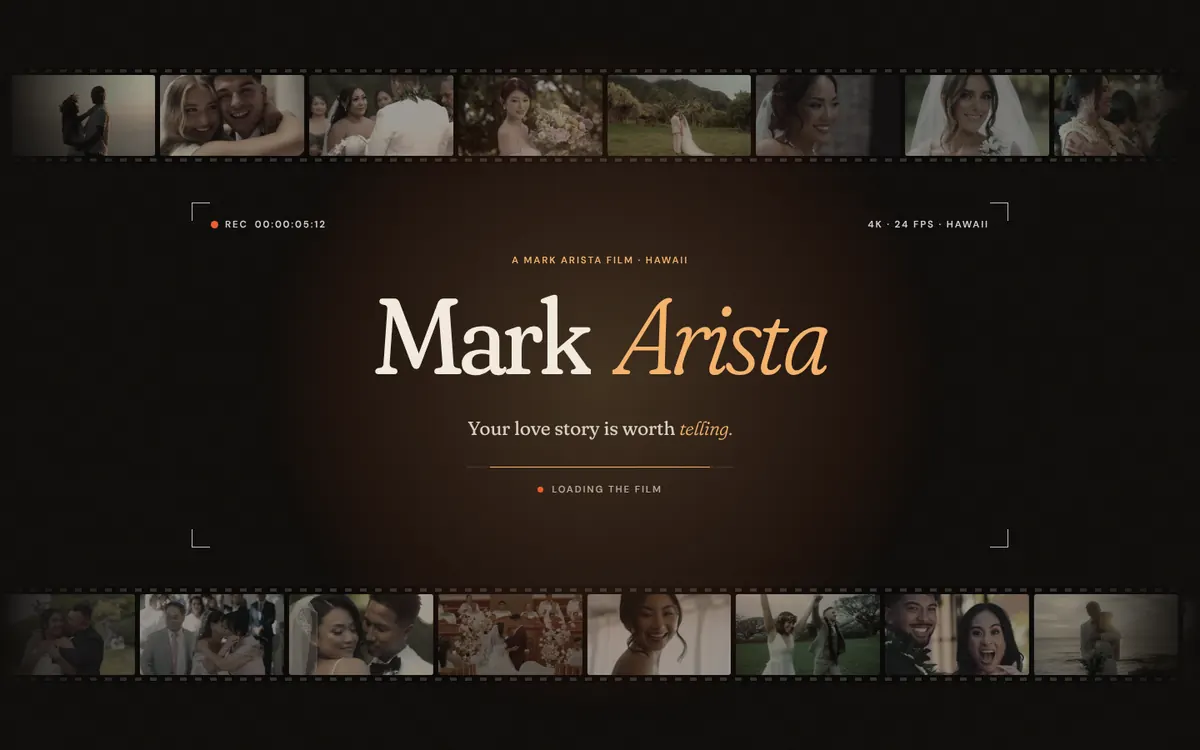 REC 00:00:05:12
4K · 24 FPS · HAWAII
A MARK ARISTA FILM · HAWAII
Mark Arista
Your love story is worth telling.
LOADING THE FILM